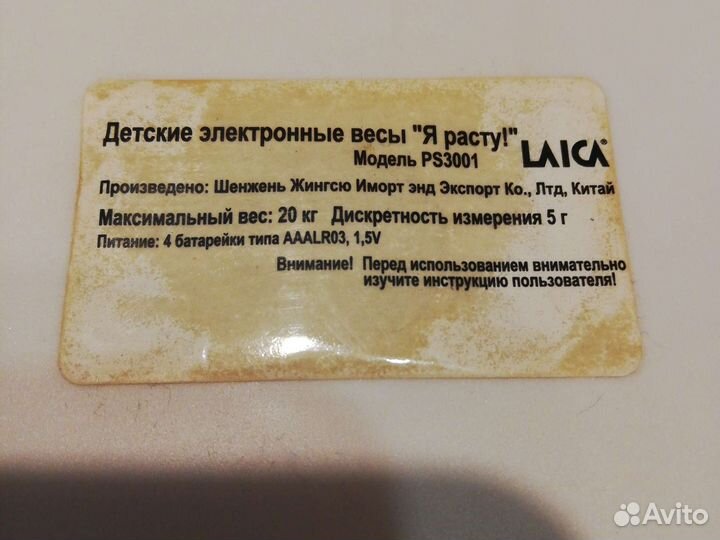 Детские электронные весы "Я расту!"
Модель PS3001
LAICA®
Произведено: Шенжень Жингсю Иморт энд Экспорт Ко., Лтд, Китай
Максимальный вес: 20 кг Дискретность измерения 5 г
Питание: 4 батарейки типа AAALR03, 1,5V
Внимание! Перед использованием внимательно
изучите инструкцию пользователя!
Avito